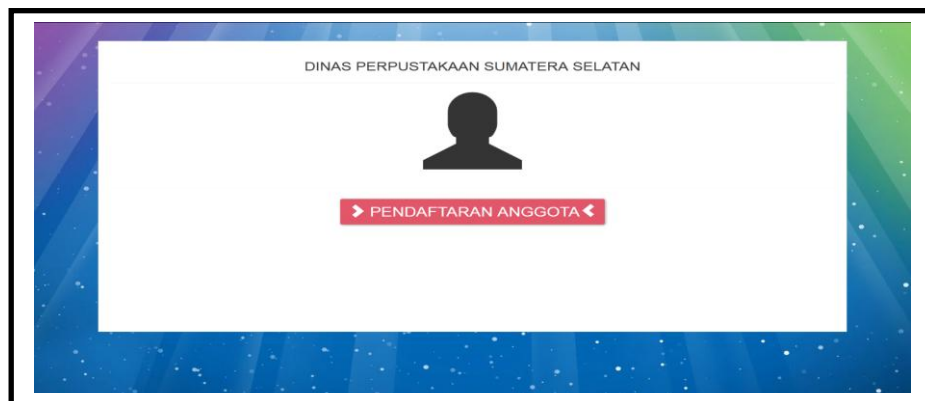 DINAS PERPUSTAKAAN SUMATERA SELATAN
PENDAFTARAN ANGGOTA